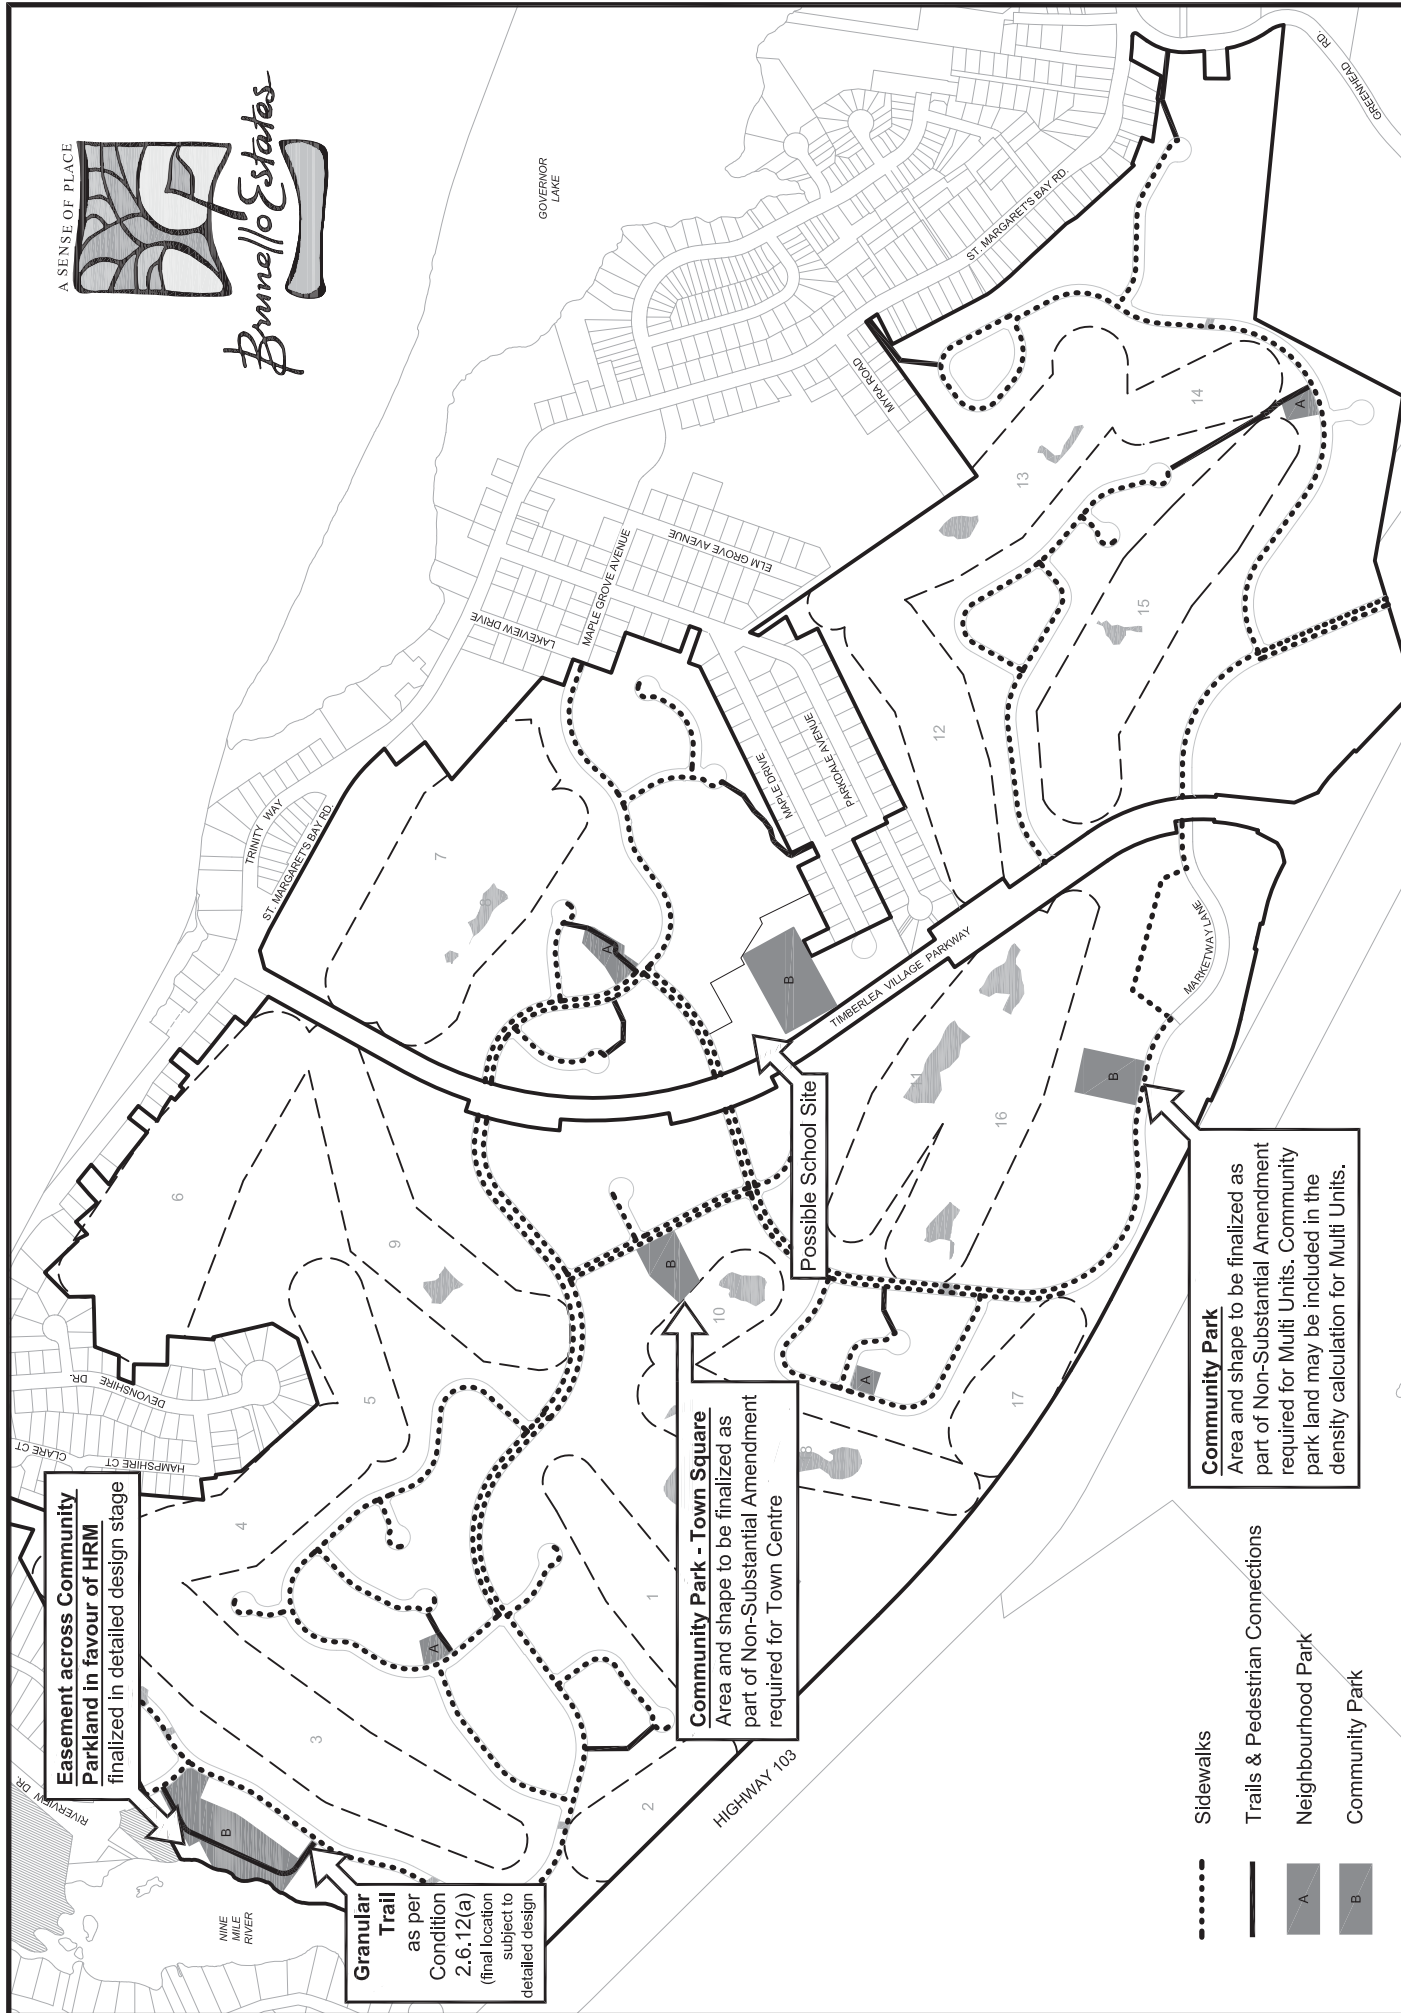 A SENSE OF PLACE
Brunello Estates
GOVERNOR
LAKE
GREENHEAD
RD.
ST. MARGARET'S BAY RD.
MYRA ROAD
ELM GROVE AVENUE
MAPLE GROVE AVENUE
LAKEVIEW DRIVE
MAPLE DRIVE
PARKDALE AVENUE
TRINITY WAY
ST. MARGARET'S BAY RD.
TIMBERLEA VILLAGE PARKWAY
MARKETWAY LANE
DEVONSHIRE
DR.
CLARE CT
HAMPSHIRE CT
RIVERVIEW DR.
NINE
MILE
RIVER
HIGHWAY 103
1
2
3
4
5
6
7
8
9
10
11
12
13
14
15
16
17
A
A
A
A
B
B
B
B
Easement across Community
Parkland in favour of HRM
finalized in detailed design stage
Granular
Trail
as per
Condition
2.6.12(a)
(final location
subject to
detailed design
Community Park - Town Square
Area and shape to be finalized as
part of Non-Substantial Amendment
required for Town Centre
Possible School Site
Community Park
Area and shape to be finalized as
part of Non-Substantial Amendment
required for Multi Units. Community
park land may be included in the
density calculation for Multi Units.
Sidewalks
Trails & Pedestrian Connections
A
Neighbourhood Park
B
Community Park